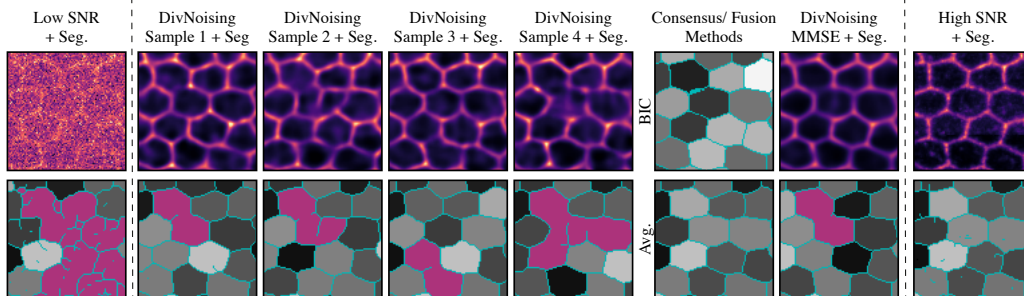 Low SNR
+ Seg.
DivNoising
Sample 1 + Seg
DivNoising
Sample 2 + Seg.
DivNoising
Sample 3 + Seg.
DivNoising
Sample 4 + Seg.
Consensus/ Fusion
Methods
DivNoising
MMSE + Seg.
High SNR
+ Seg.
BIC
Avg.